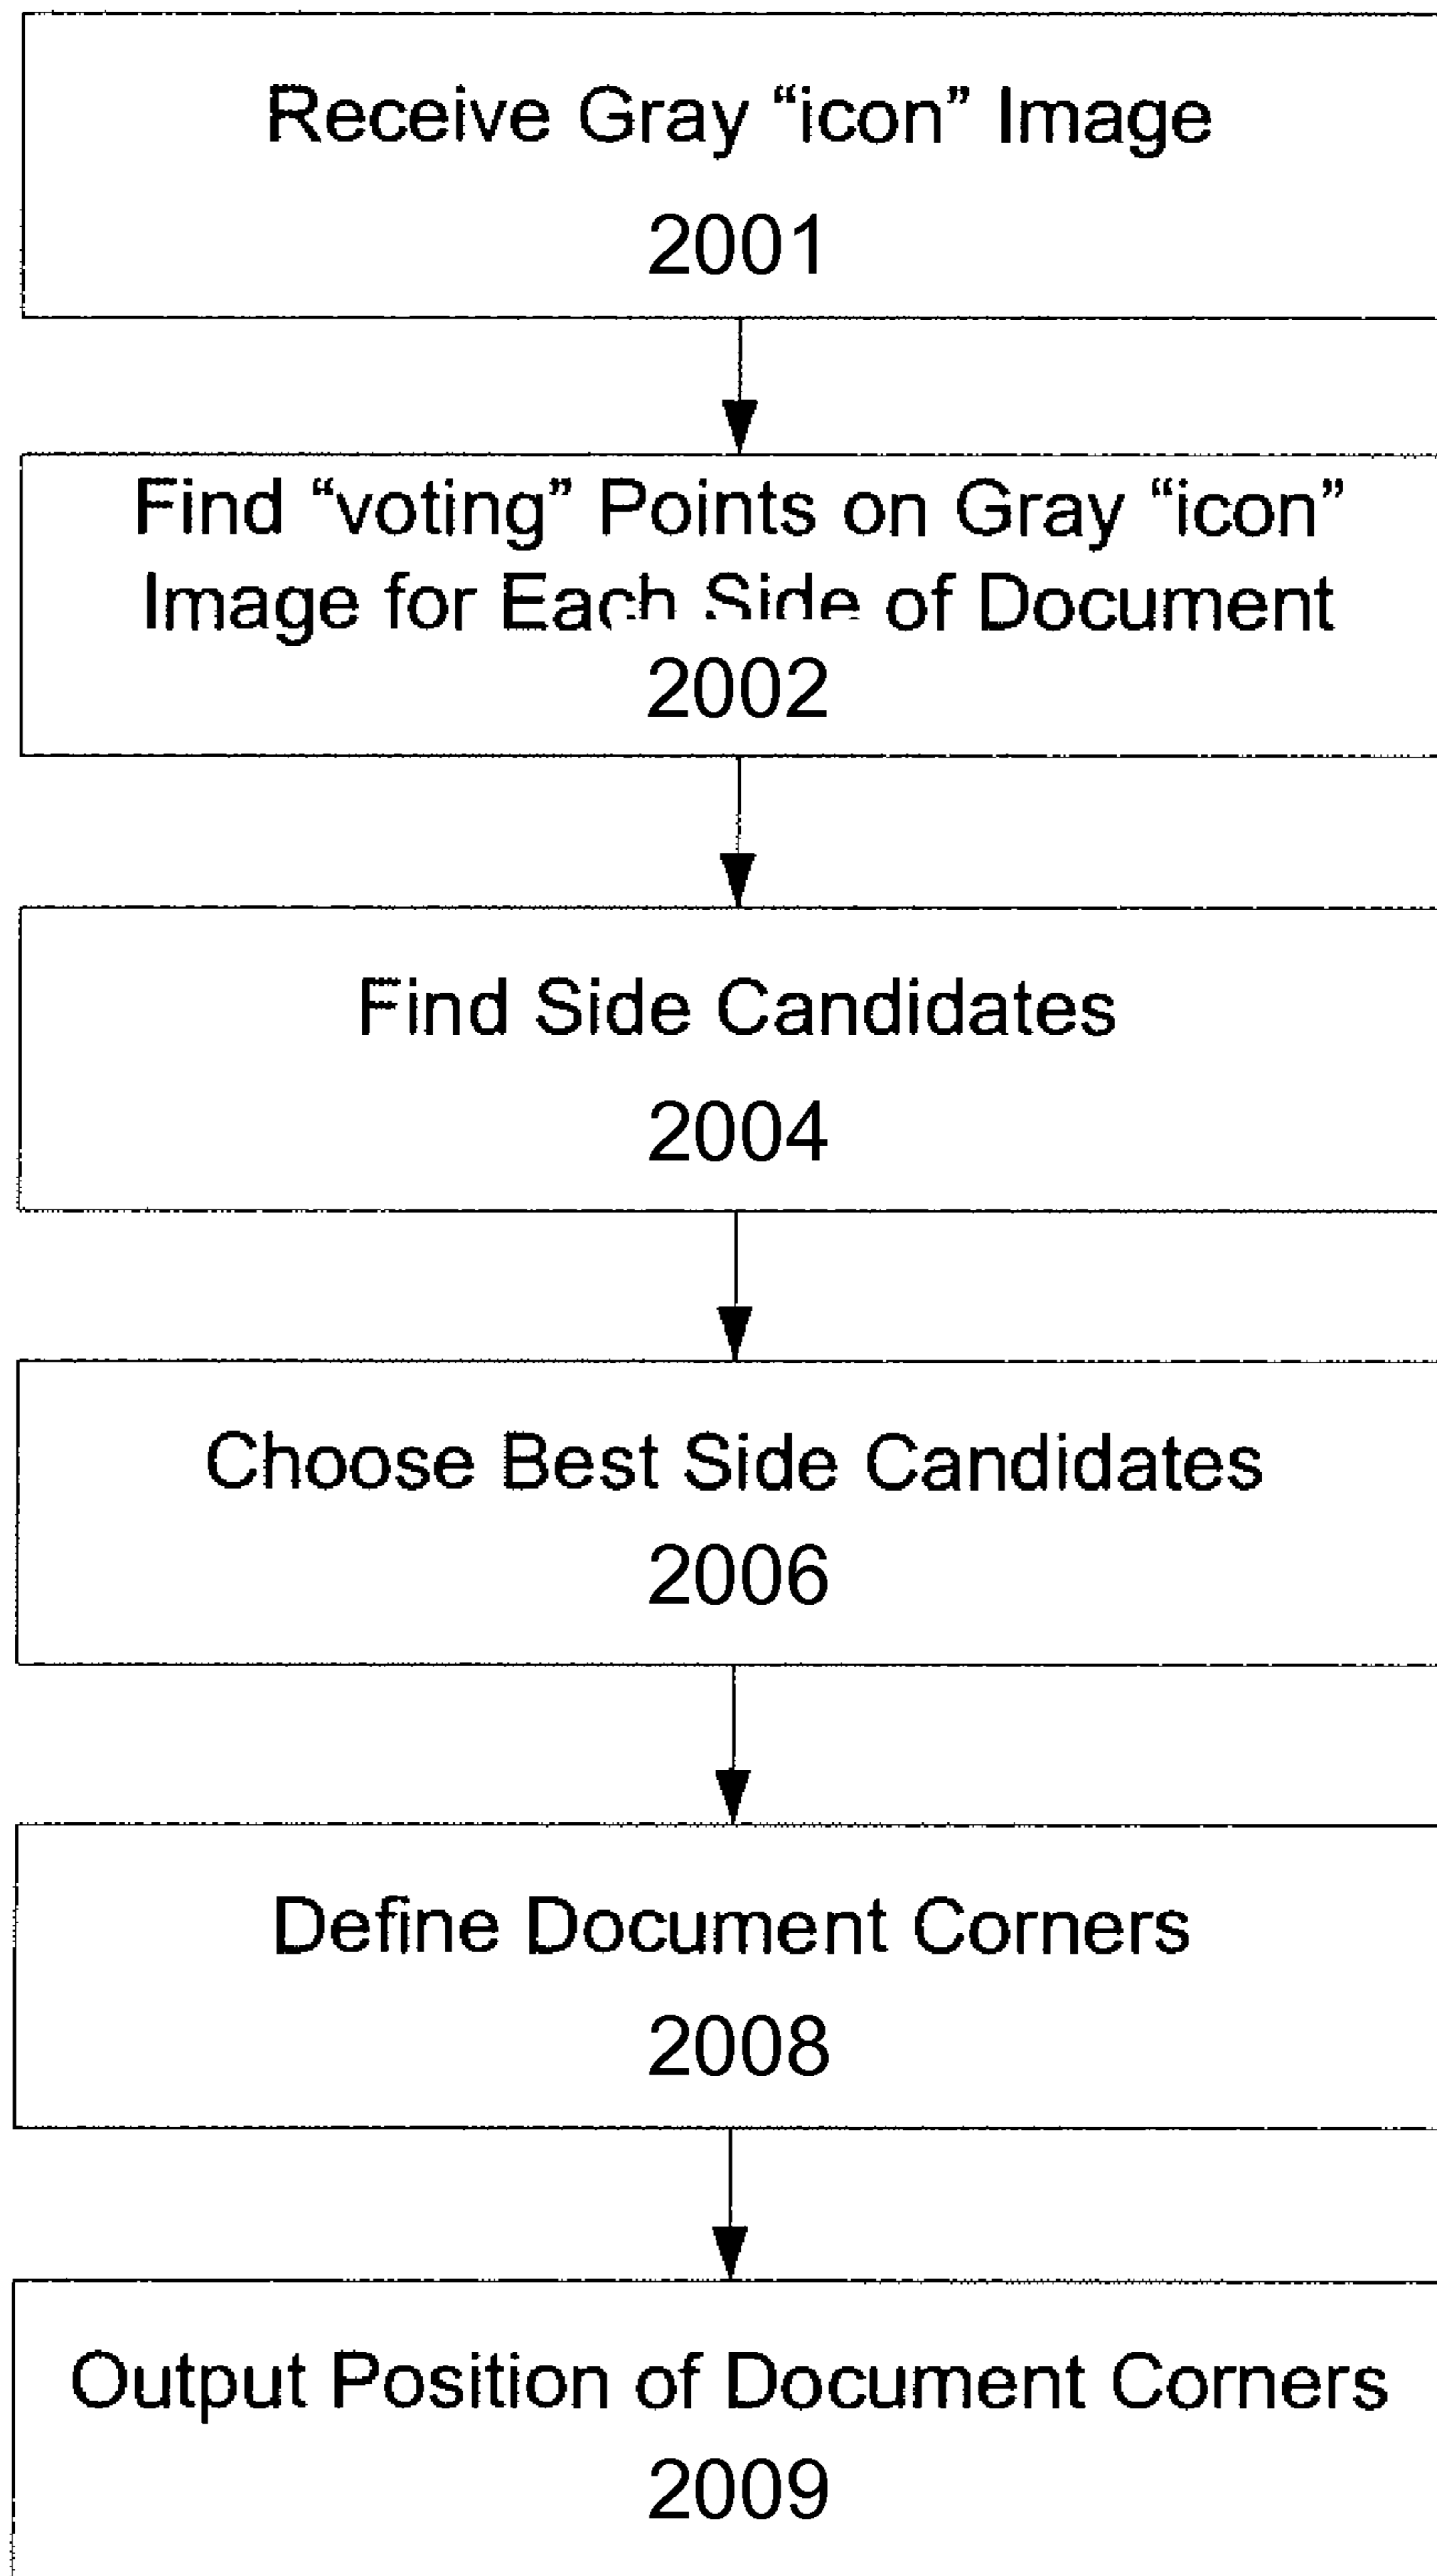 Receive Gray “icon” Image
2001
Find “voting” Points on Gray “icon”
Image for Each Side of Document
2002
Find Side Candidates
2004
Choose Best Side Candidates
2006
Define Document Corners
2008
Output Position of Document Corners
2009